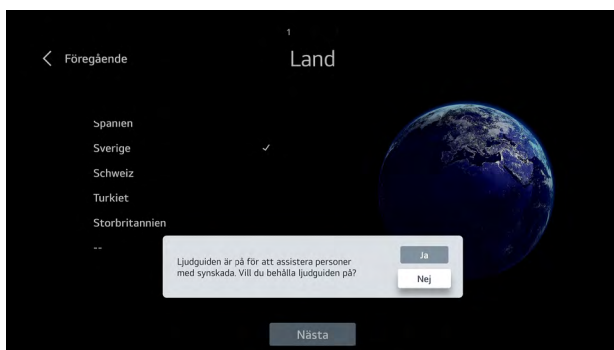 1
Föregående
Land
Spanien
Sverige
Schweiz
Turkiet
Storbritannien
--
Ljudguiden är på för att assistera personer
med synskada. Vill du behålla ljudguiden på?
Ja
Nej
Nästa